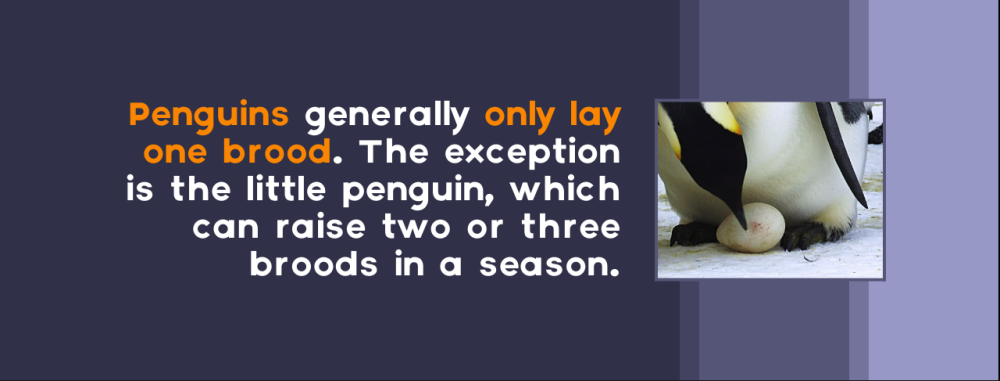 Penguins generally only lay
one brood. The exception
is the little penguin, which
can raise two or three
broods in a season.